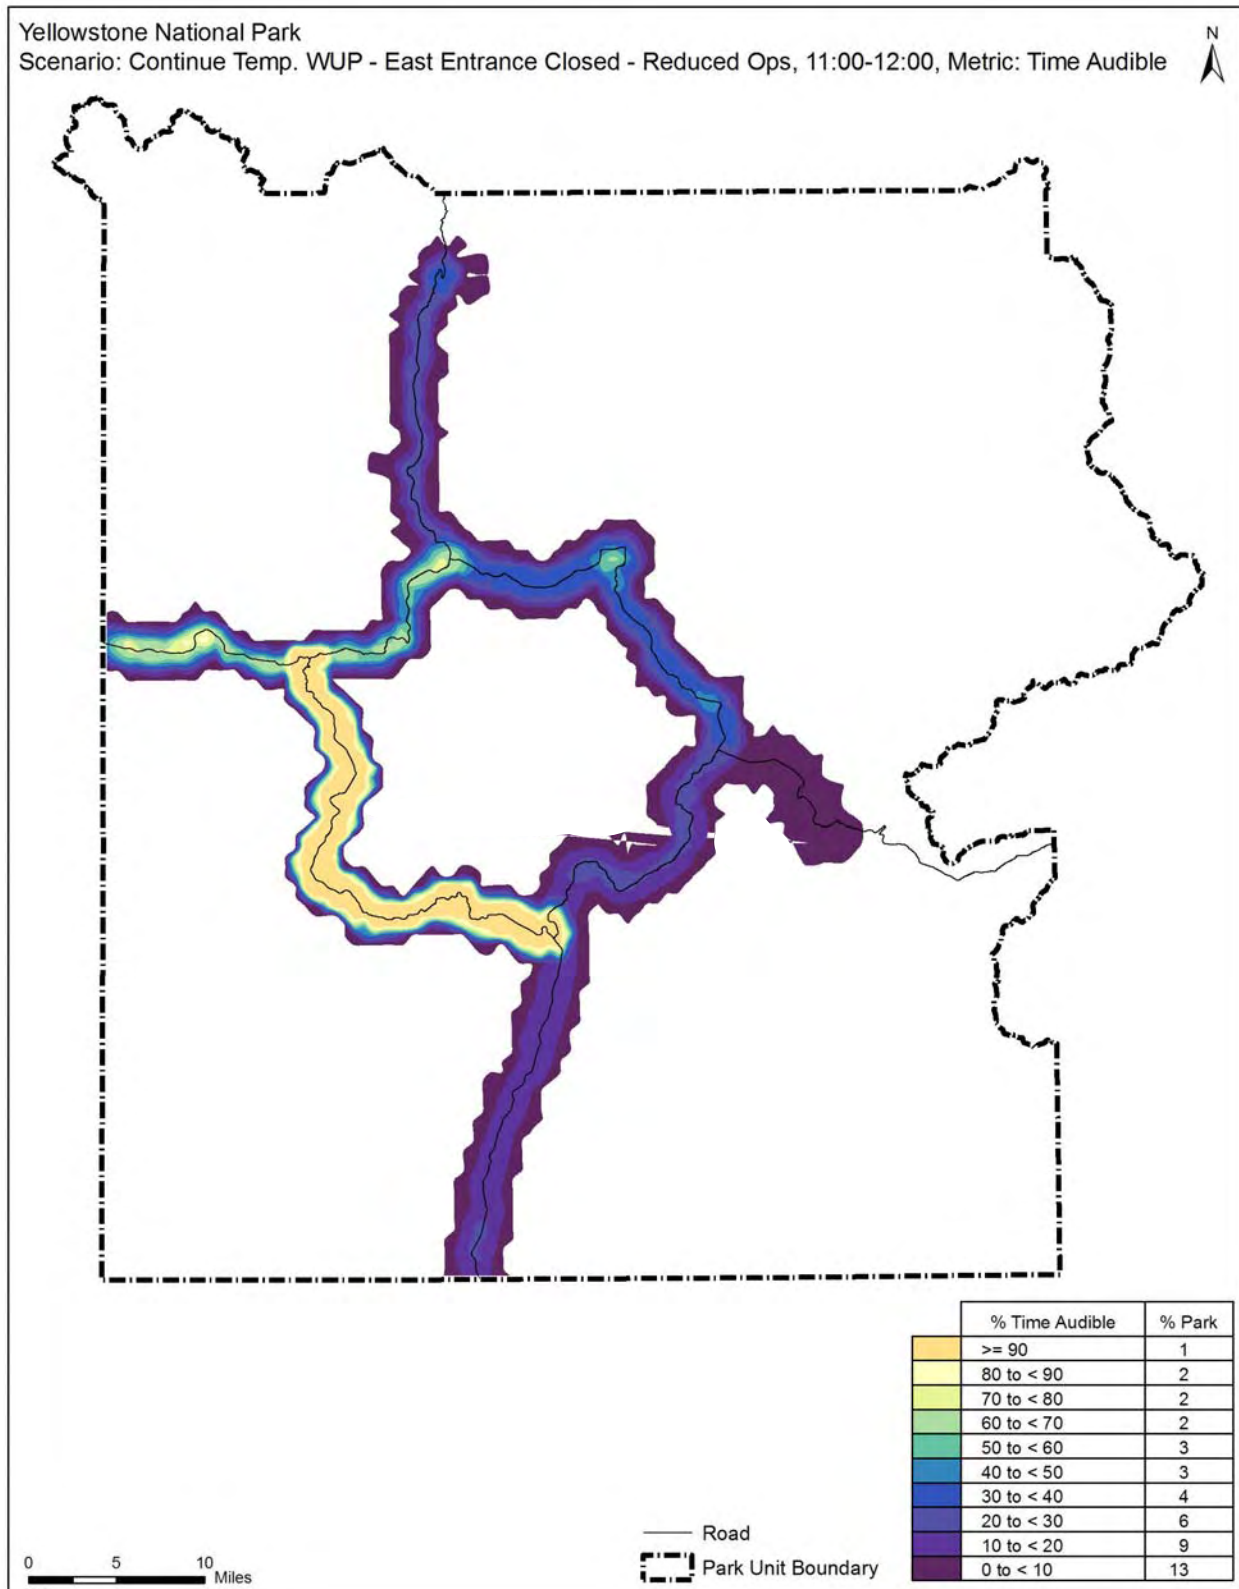 Yellowstone National Park
Scenario: Continue Temp. WUP - East Entrance Closed - Reduced Ops, 11:00-12:00, Metric: Time Audible
N
% Time Audible % Park
>= 90 1
80 to < 90 2
70 to < 80 2
60 to < 70 2
50 to < 60 3
40 to < 50 3
30 to < 40 4
20 to < 30 6
10 to < 20 9
0 to < 10 13
Road
Park Unit Boundary
0 5 10
Miles